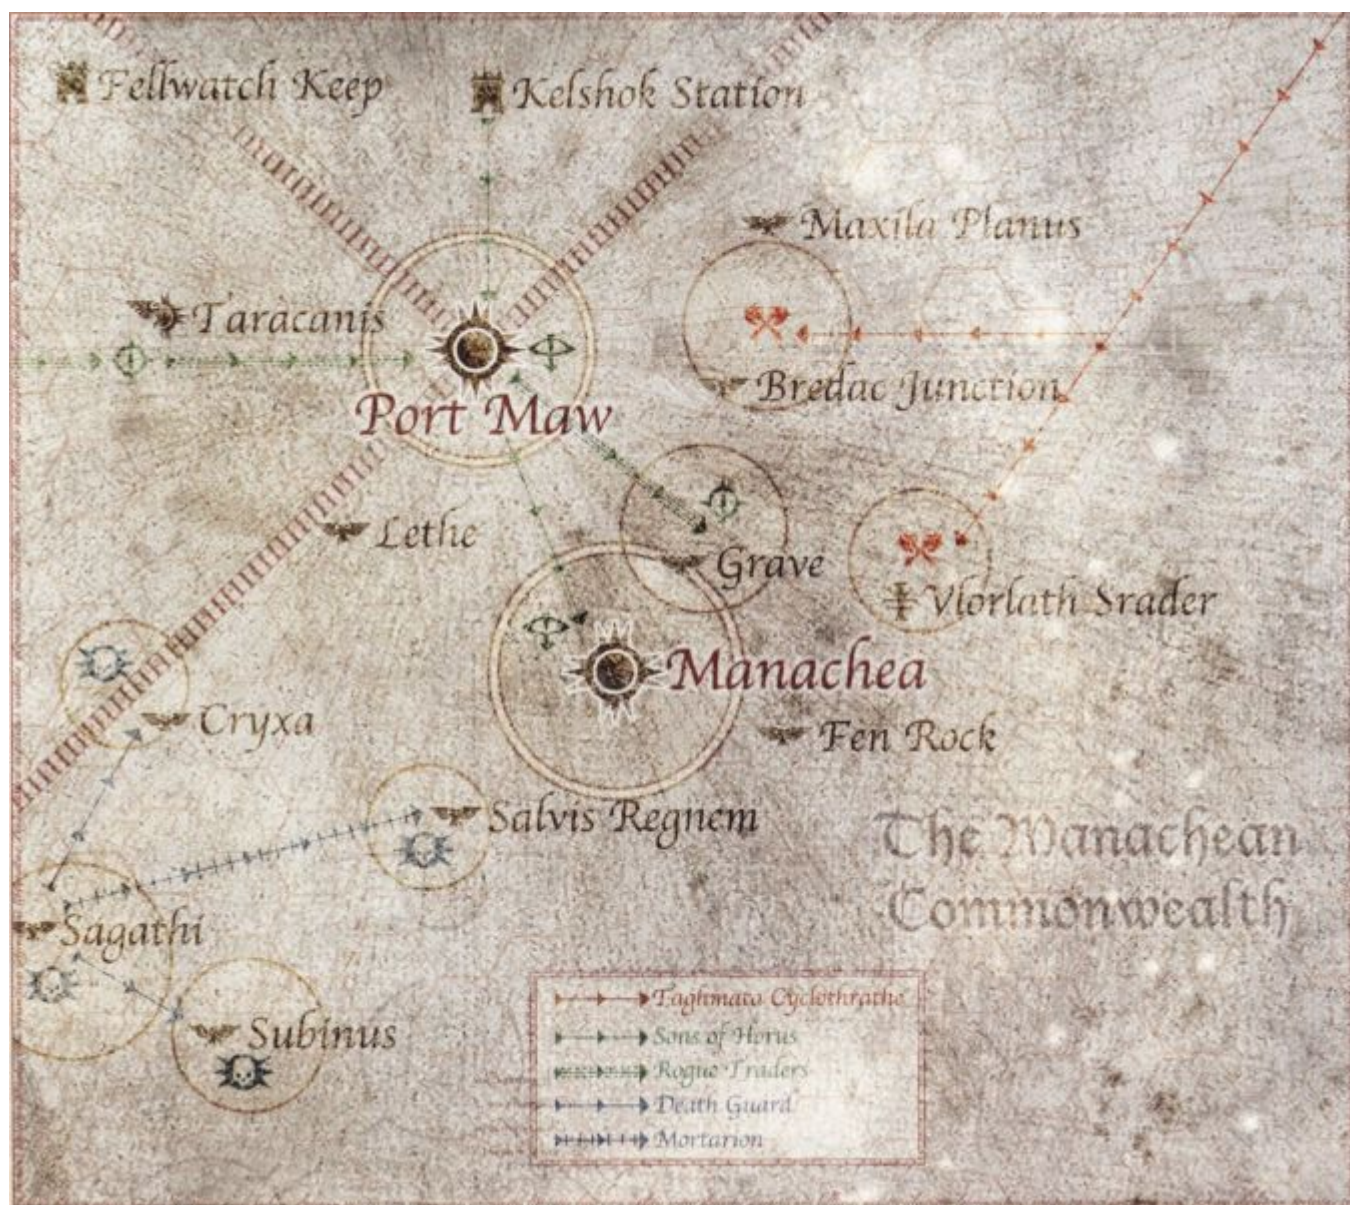 Fellwatch Keep
Kelshok Station
Maxila Planus
Taracanis
Bredac Junction
Port Maw
Lethe
Grave
Vlorlath Srader
Manachea
Cryxa
Fen Rock
Salvis Regnem
The Manachean
Commonwealth
Sagathi
Subinus
Taghmata Cyclothrathe
Sons of Horus
Rogue Traders
Death Guard
Mortarion